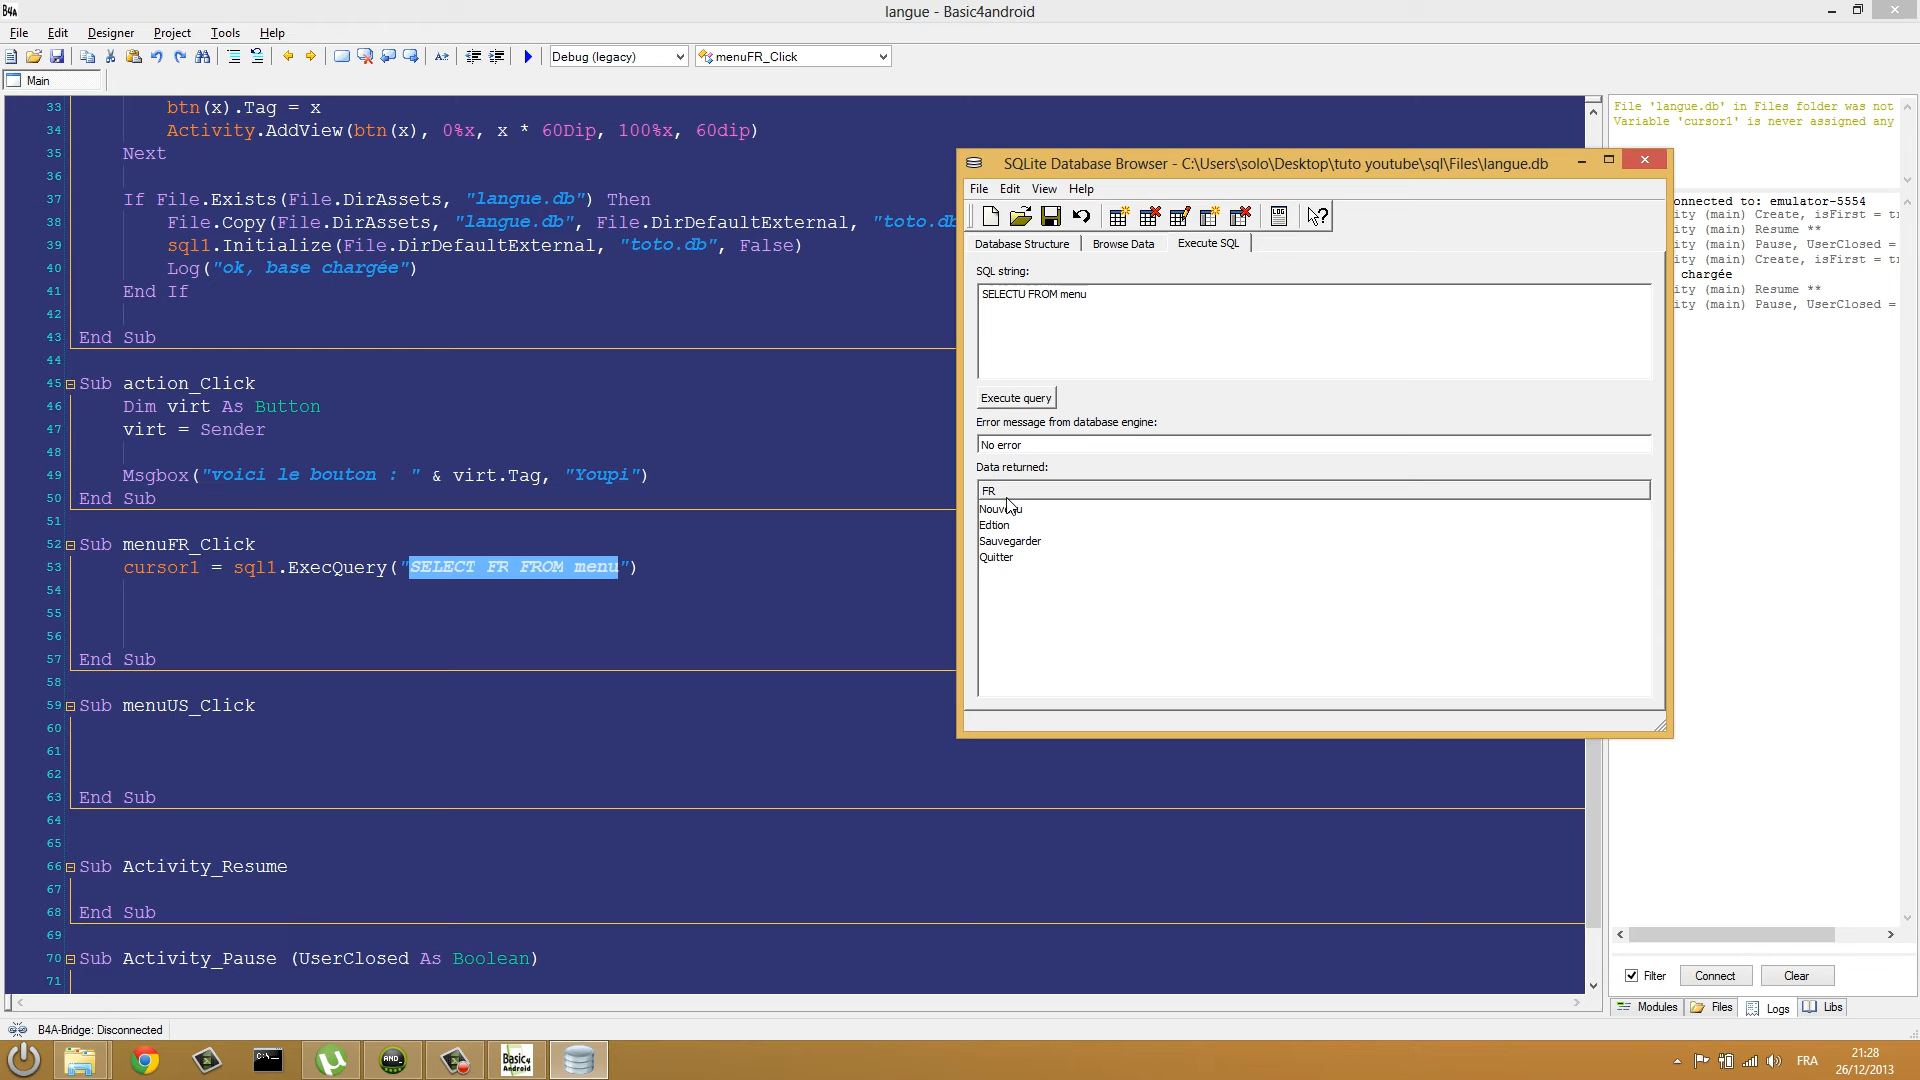 B4A
langue - Basic4android
File Edit Designer Project Tools Help
Debug (legacy) menuFR_Click
Main
33 btn(x).Tag = x
34 Activity.AddView(btn(x), 0%x, x * 60Dip, 100%x, 60dip)
35 Next
36
37 If File.Exists(File.DirAssets, "langue.db") Then
38 File.Copy(File.DirAssets, "langue.db", File.DirDefaultExternal, "toto.db
39 sql1.Initialize(File.DirDefaultExternal, "toto.db", False)
40 Log("ok, base chargée")
41 End If
42
43 End Sub
44
45 Sub action_Click
46 Dim virt As Button
47 virt = Sender
48
49 Msgbox("voici le bouton : " & virt.Tag, "Youpi")
50 End Sub
51
52 Sub menuFR_Click
53 cursor1 = sql1.ExecQuery("SELECT FR FROM menu")
54
55
56
57 End Sub
58
59 Sub menuUS_Click
60
61
62
63 End Sub
64
65
66 Sub Activity_Resume
67
68 End Sub
69
70 Sub Activity_Pause (UserClosed As Boolean)
71
SQLite Database Browser - C:\Users\solo\Desktop\tuto youtube\sql\Files\langue.db
File Edit View Help
LOG
Database Structure Browse Data Execute SQL
SQL string:
SELECTU FROM menu
Execute query
Error message from database engine:
No error
Data returned:
FR
Nouveau
Edtion
Sauvegarder
Quitter
File 'langue.db' in Files folder was not
Variable 'cursor1' is never assigned any
onnected to: emulator-5554
ity (main) Create, isFirst = tr
ity (main) Resume **
ity (main) Pause, UserClosed =
ity (main) Create, isFirst = tr
chargée
ity (main) Resume **
ity (main) Pause, UserClosed =
Filter Connect Clear
Modules Files Logs Libs
B4A-Bridge: Disconnected
AND_
Basic4
Android
FRA
21:28
26/12/2013